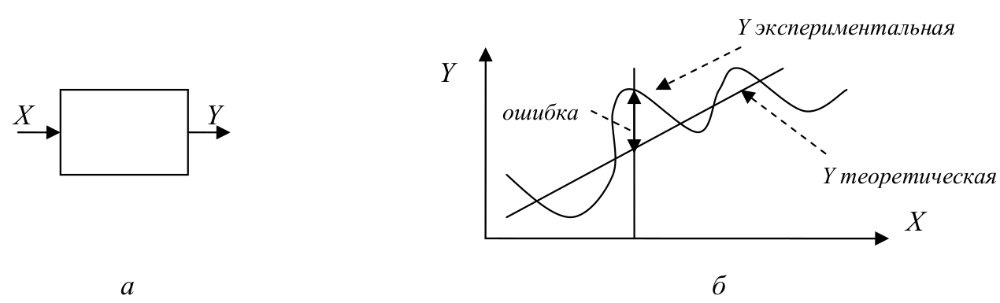 Y экспериментальная
Y
X
Y
ошибка
Y теоретическая
X
а
б